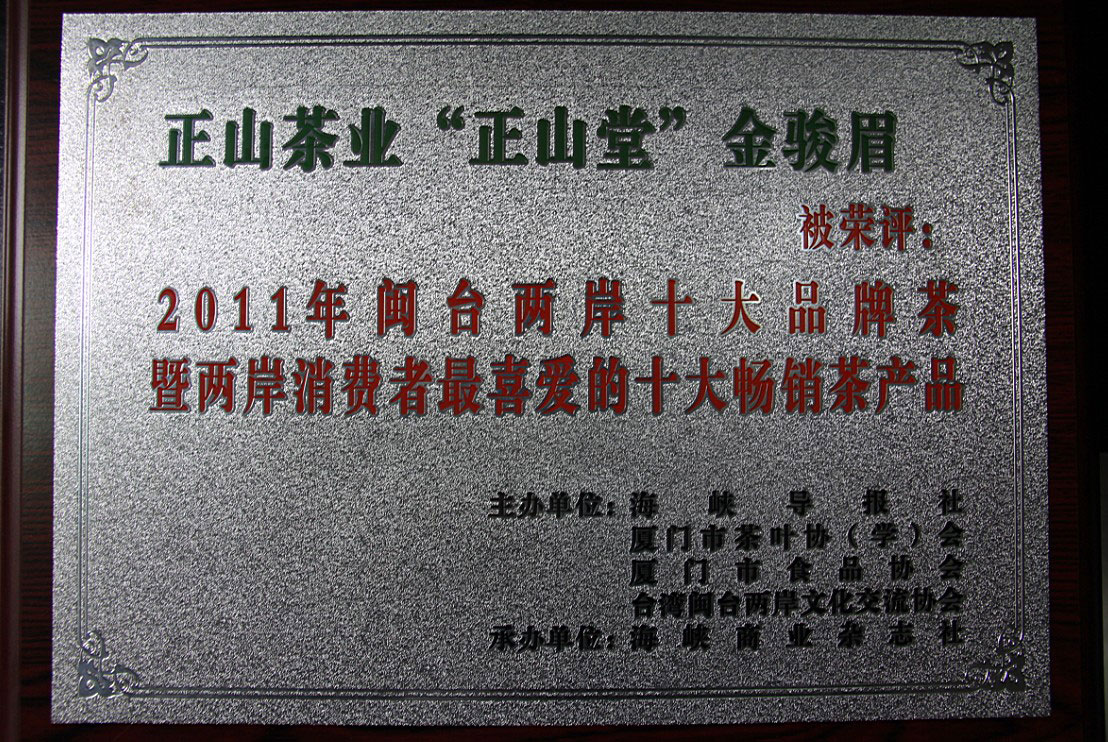 正山茶业“正山堂”金骏眉
被荣评：
2011年闽台两岸十大品牌茶
暨两岸消费者最喜爱的十大畅销茶产品
主办单位：海峡导报社
厦门市茶叶协（学）会
厦门市食品协会
台湾闽台两岸文化交流协会
承办单位：海峡商业杂志社